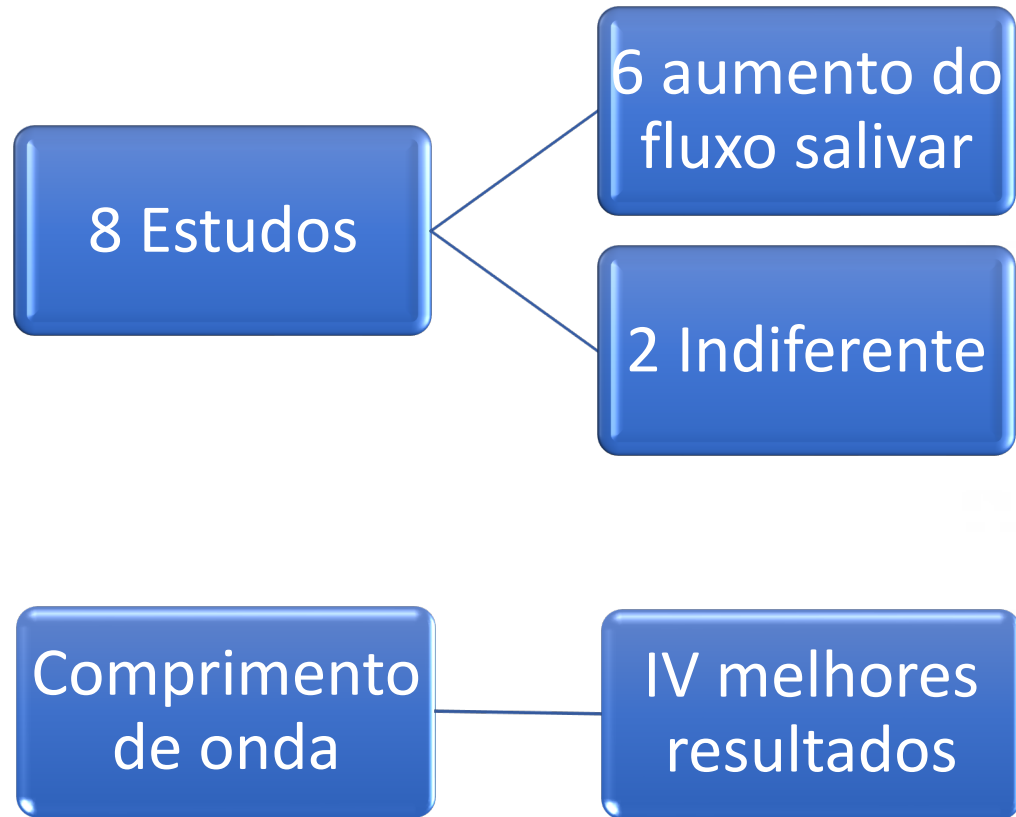 6 aumento do
fluxo salivar
8 Estudos
2 Indiferente
Comprimento
de onda
IV melhores
resultados